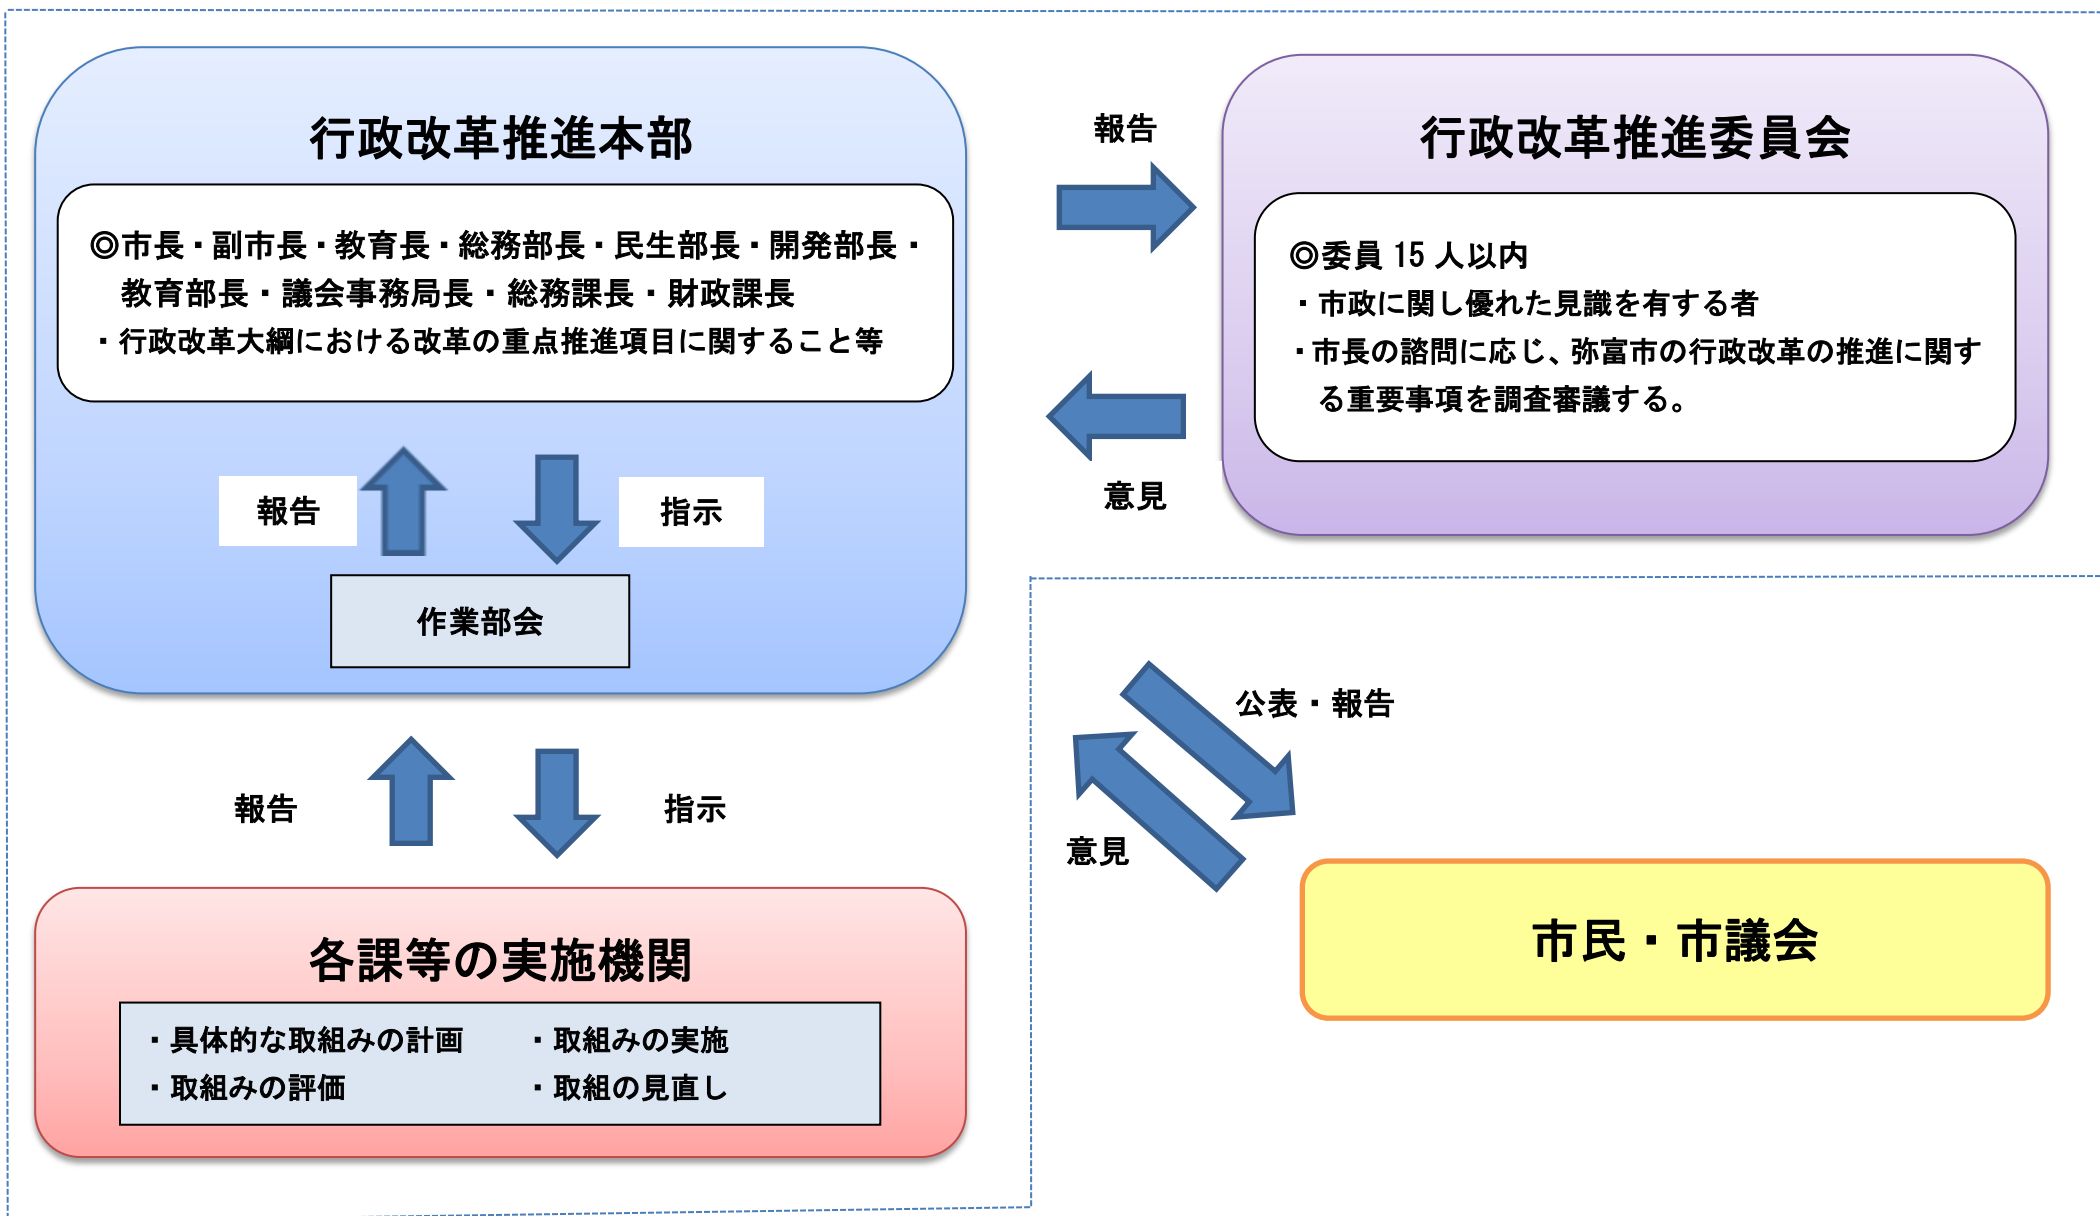 行政改革推進本部
◎市長・副市長・教育長・総務部長・民生部長・開発部長・
教育部長・議会事務局長・総務課長・財政課長
・行政改革大綱における改革の重点推進項目に関すること等
報告
指示
作業部会
報告
意見
行政改革推進委員会
◎委員 15 人以内
・市政に関し優れた見識を有する者
・市長の諮問に応じ、弥富市の行政改革の推進に関す
る重要事項を調査審議する。
報告
指示
公表・報告
意見
各課等の実施機関
・具体的な取組みの計画 ・取組みの実施
・取組みの評価 ・取組の見直し
市民・市議会